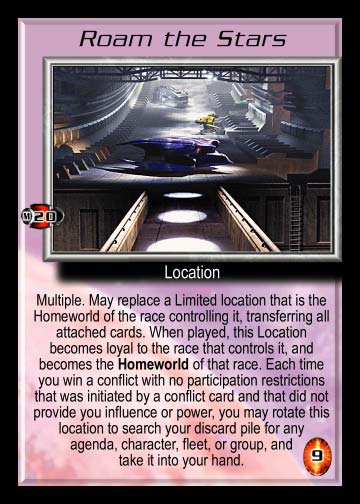 Roam the Stars
M 20
Location
Multiple. May replace a Limited location that is the
Homeworld of the race controlling it, transferring all
attached cards. When played, this Location
becomes loyal to the race that controls it, and
becomes the Homeworld of that race. Each time
you win a conflict with no participation restrictions
that was initiated by a conflict card and that did not
provide you influence or power, you may rotate this
location to search your discard pile for any
agenda, character, fleet, or group, and
take it into your hand.
9